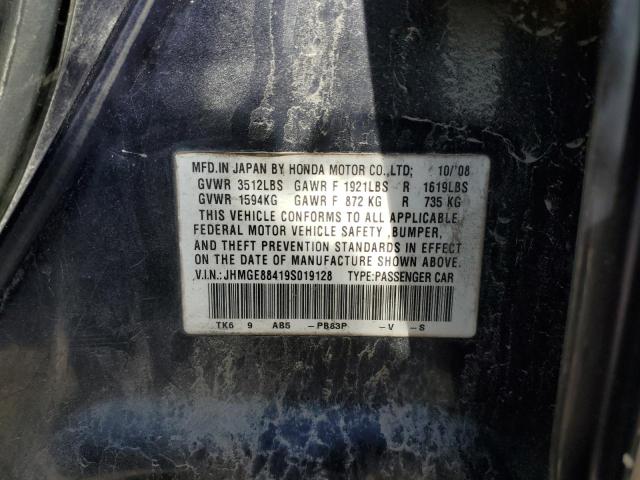 MFD.IN JAPAN BY HONDA MOTOR CO.,LTD; 10/'08
GVWR 3512LBS GAWR F 1921LBS R 1619LBS
GVWR 1594KG GAWR F 872 KG R 735 KG
THIS VEHICLE CONFORMS TO ALL APPLICABLE
FEDERAL MOTOR VEHICLE SAFETY ,BUMPER,
AND THEFT PREVENTION STANDARDS IN EFFECT
ON THE DATE OF MANUFACTURE SHOWN ABOVE.
V.I.N.:JHMGE88419S019128 TYPE:PASSENGER CAR
TK6 9 AB5 -PB83P -V -S